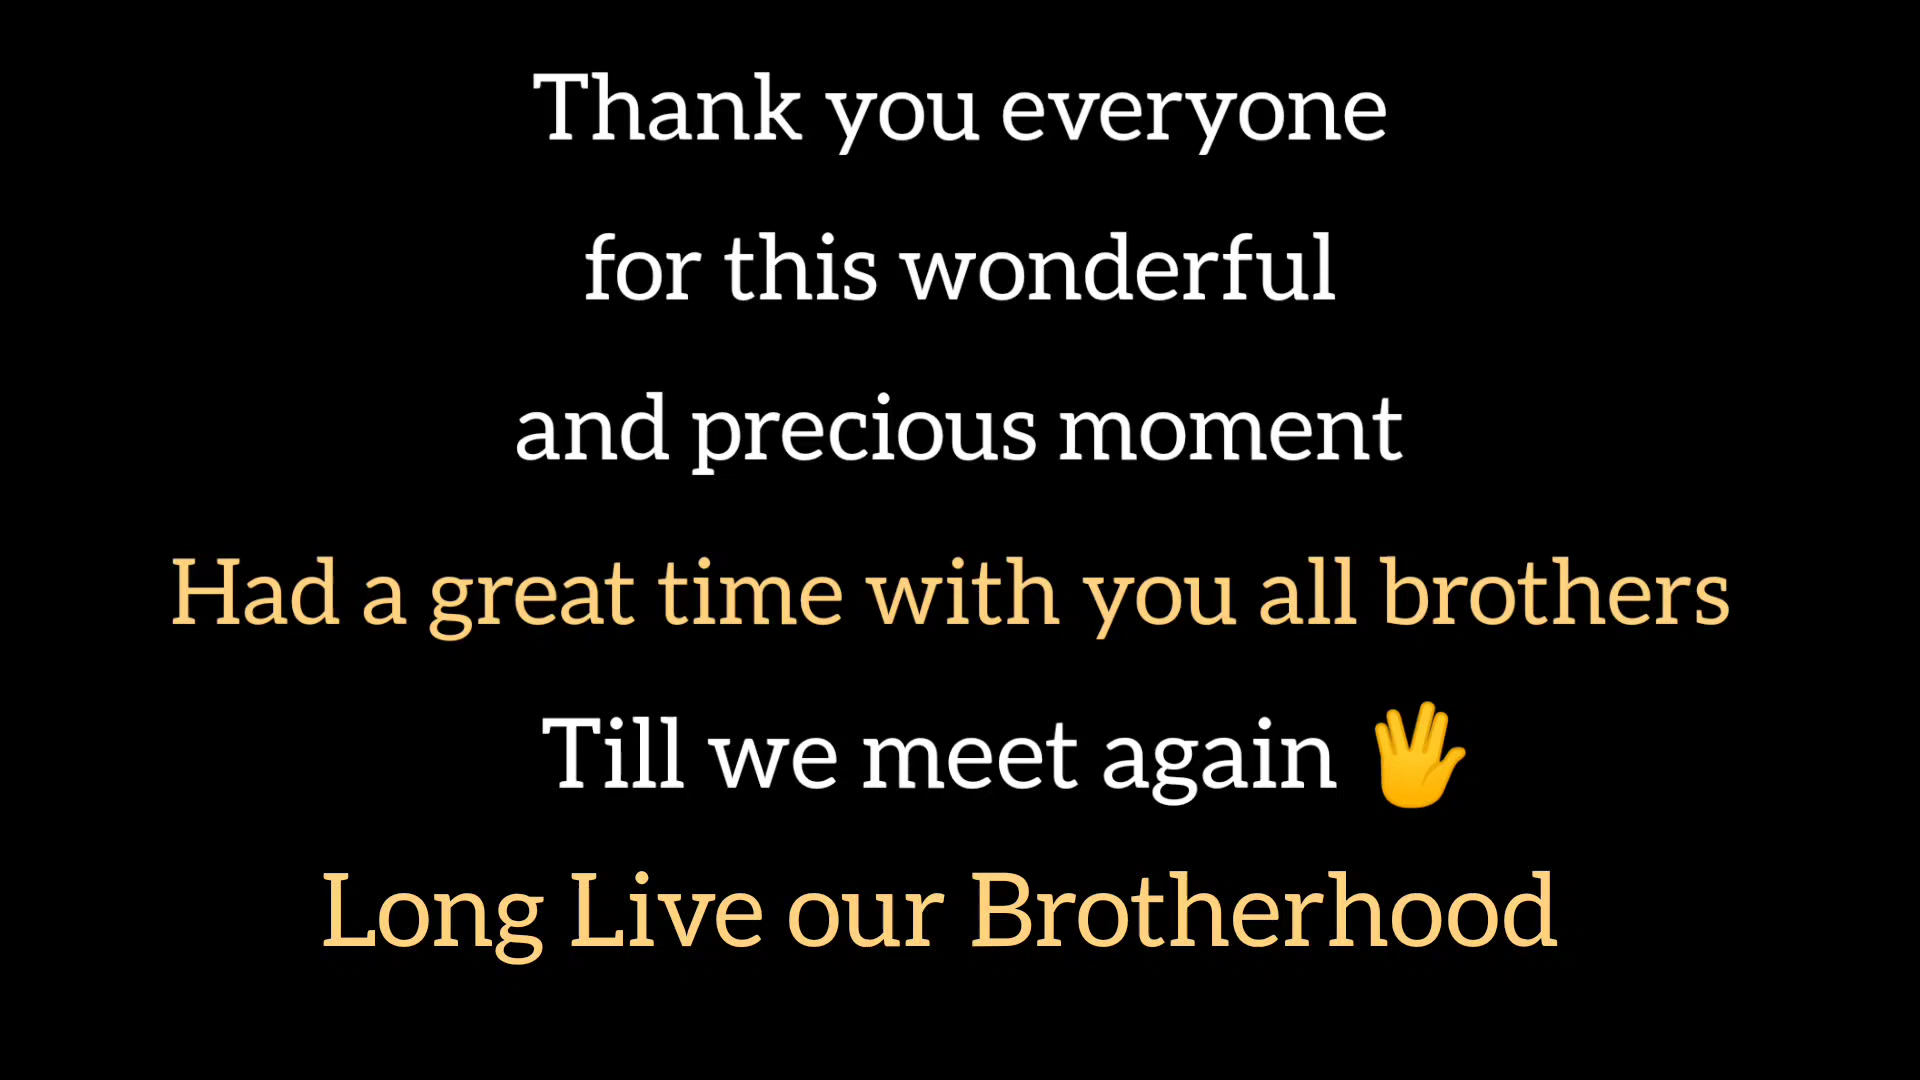 Thank you everyone
for this wonderful
and precious moment
Had a great time with you all brothers
Till we meet again 🖖
Long Live our Brotherhood